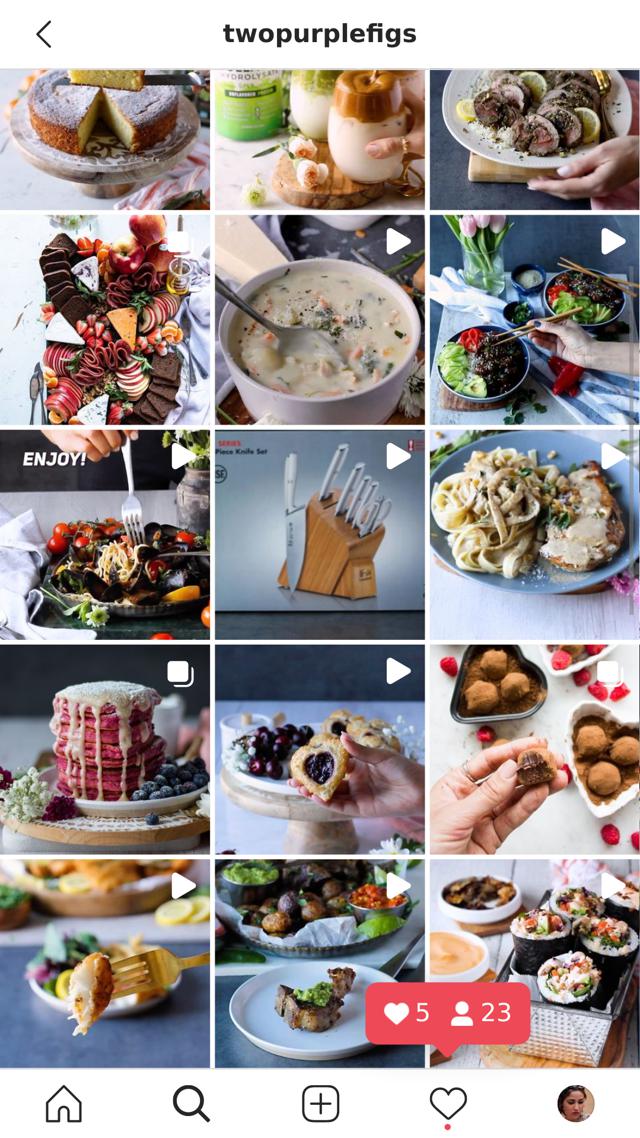 twopurplefigs
HYDROLYSATE
ENJOY!
SERIES
Piece Knife Set
5
23